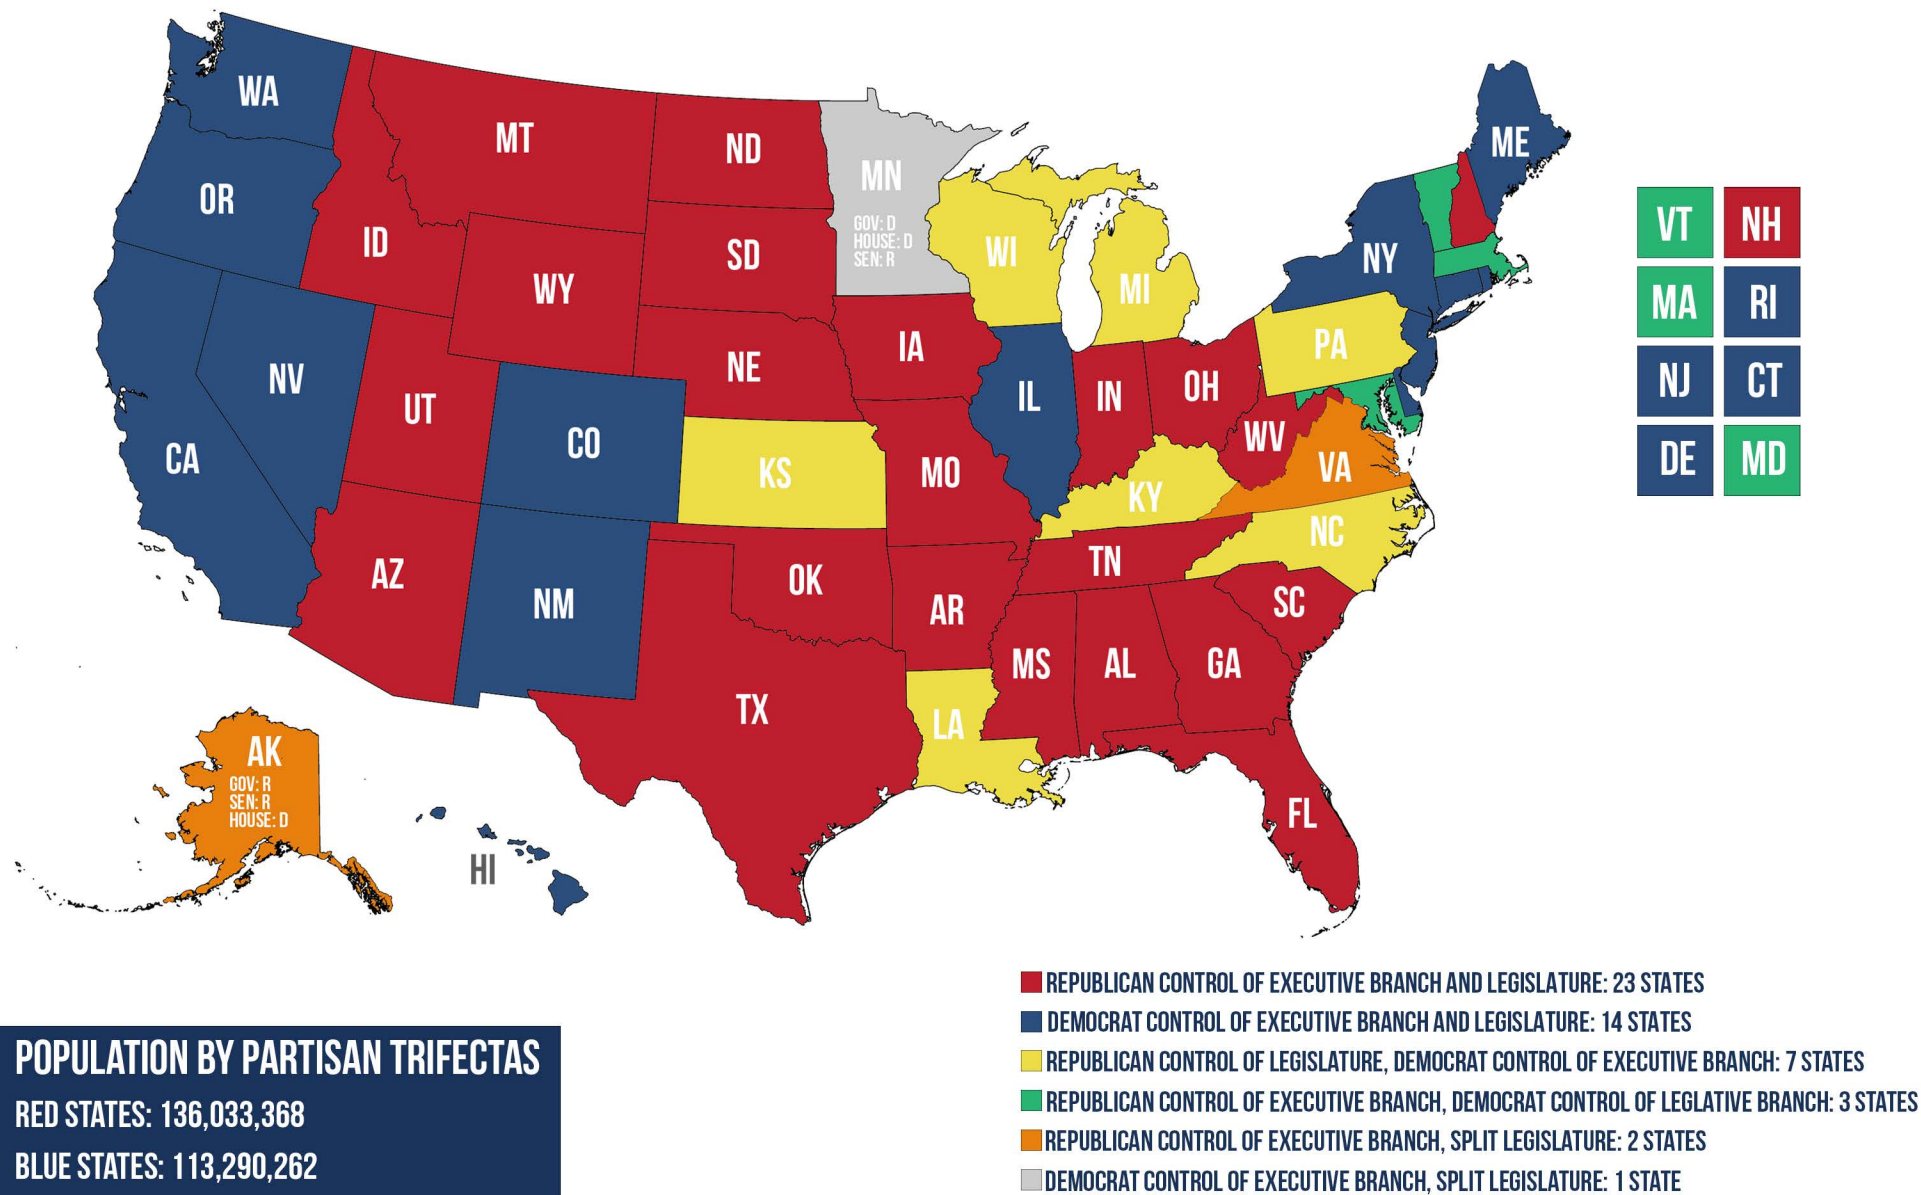 WA
MT
ND
MN
GOV: D
HOUSE: D
SEN: R
ME
OR
ID
WY
SD
WI
MI
NY
VT
NH
MA
RI
NJ
CT
DE
MD
NV
UT
CO
NE
IA
IL
IN
OH
PA
CA
KS
MO
KY
WV
VA
AZ
NM
OK
AR
TN
NC
SC
TX
LA
MS
AL
GA
FL
AK
GOV: R
SEN: R
HOUSE: D
HI
REPUBLICAN CONTROL OF EXECUTIVE BRANCH AND LEGISLATURE: 23 STATES
DEMOCRAT CONTROL OF EXECUTIVE BRANCH AND LEGISLATURE: 14 STATES
REPUBLICAN CONTROL OF LEGISLATURE, DEMOCRAT CONTROL OF EXECUTIVE BRANCH: 7 STATES
REPUBLICAN CONTROL OF EXECUTIVE BRANCH, DEMOCRAT CONTROL OF LEGLATIVE BRANCH: 3 STATES
REPUBLICAN CONTROL OF EXECUTIVE BRANCH, SPLIT LEGISLATURE: 2 STATES
DEMOCRAT CONTROL OF EXECUTIVE BRANCH, SPLIT LEGISLATURE: 1 STATE
POPULATION BY PARTISAN TRIFECTAS
RED STATES: 136,033,368
BLUE STATES: 113,290,262